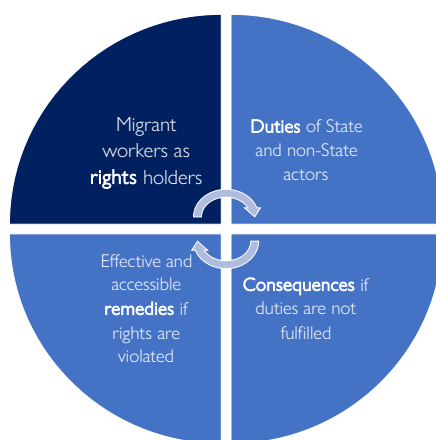 Migrant
workers as
rights holders
Duties of State
and non-State
actors
Effective and
accessible
remedies if
rights are
violated
Consequences if
duties are not
fulfilled